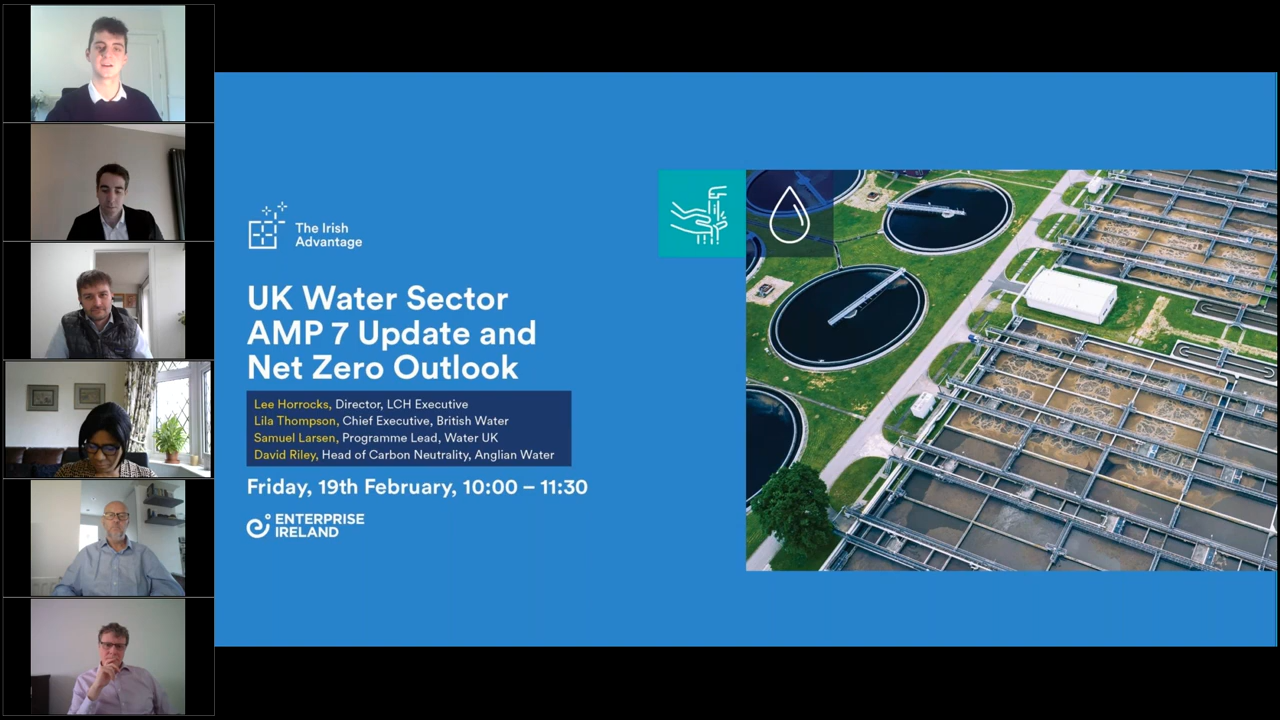 The Irish
Advantage
UK Water Sector
AMP 7 Update and
Net Zero Outlook
Lee Horrocks, Director, LCH Executive
Lila Thompson, Chief Executive, British Water
Samuel Larsen, Programme Lead, Water UK
David Riley, Head of Carbon Neutrality, Anglian Water
Friday, 19th February, 10:00 – 11:30
ENTERPRISE
IRELAND